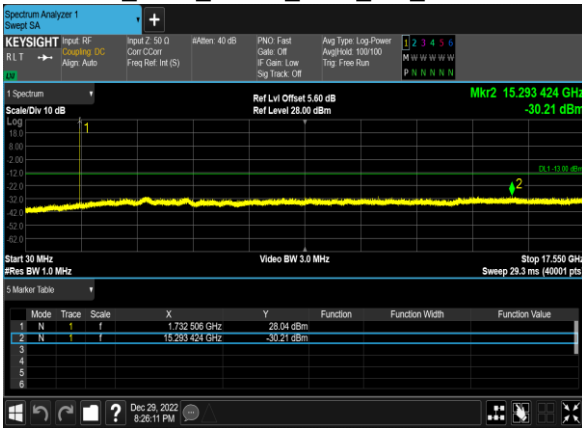 Spectrum Analyzer 1
Swept SA
+
KEYSIGHT Input: RF Input Z: 50 Ω #Atten: 40 dB PNO: Fast Avg Type: Log-Power 1 2 3 4 5 6
RLT Coupling: DC Corr CCorr Gate: Off Avg|Hold: 100/100 M W W W W W
Align: Auto Freq Ref: Int (S) IF Gain: Low Trig: Free Run
LU Sig Track: Off P N N N N N
1 Spectrum Ref Lvl Offset 5.60 dB Mkr2 15.293 424 GHz
Scale/Div 10 dB Ref Level 28.00 dBm -30.21 dBm
Log
18.0 1
8.00
-2.00
-12.0 DL1 -13.00 dBm
-22.0 2
-32.0
-42.0
-52.0
-62.0
Start 30 MHz Video BW 3.0 MHz Stop 17.550 GHz
#Res BW 1.0 MHz Sweep 29.3 ms (40001 pts
5 Marker Table
Mode Trace Scale X Y Function Function Width Function Value
1 N 1 f 1.732 506 GHz 28.04 dBm
2 N 1 f 15.293 424 GHz -30.21 dBm
3
4
5
6
? Dec 29, 2022
8:26:11 PM